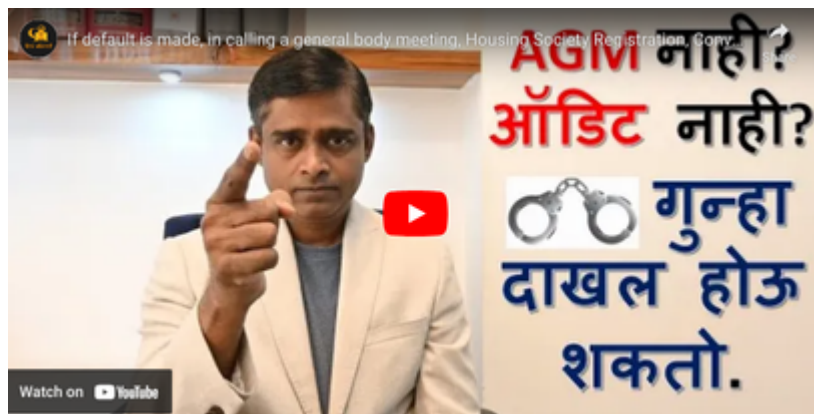 If default is made, in calling a general body meeting, Housing Society Registration, Conv...
AGM नाही?
ऑडिट नाही?
गुन्हा
दाखल होऊ
शकतो.
Watch on YouTube